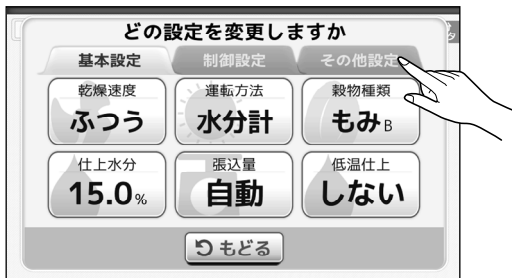 どの設定を変更しますか
基本設定 制御設定 その他設定
乾燥速度 運転方法 穀物種類
ふつう 水分計 もみB
仕上水分 張込量 低温仕上
15.0% 自動 しない
もどる